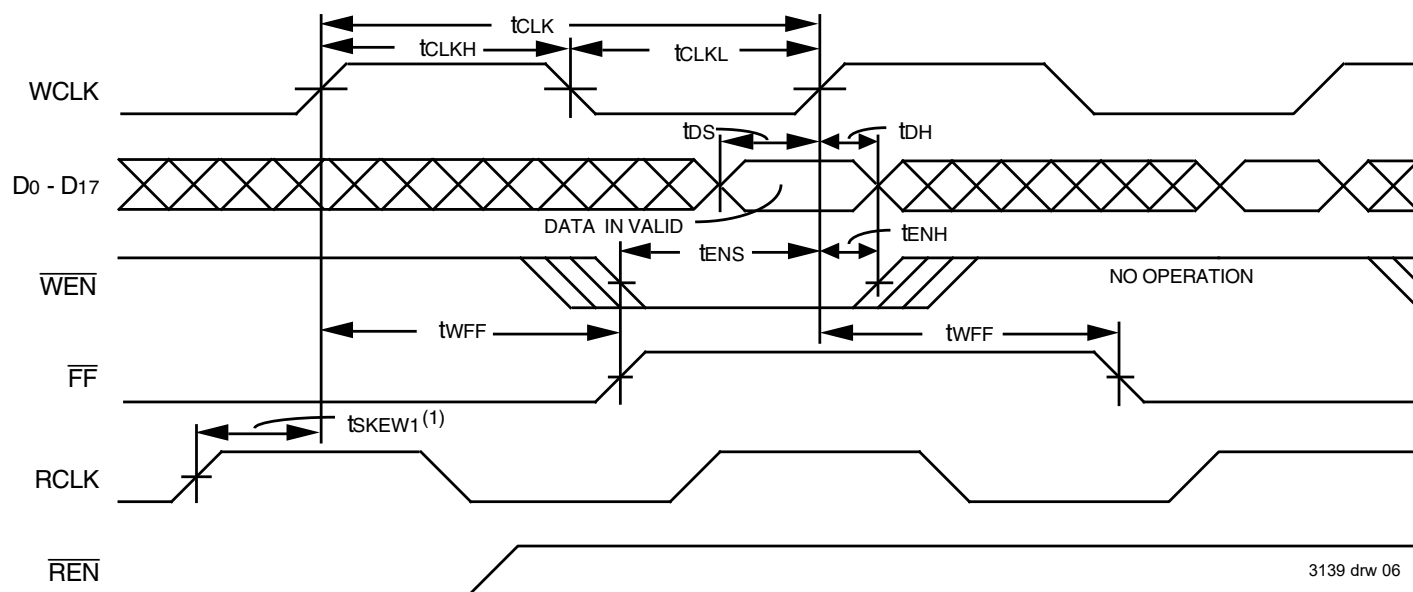 tCLK
tCLKH
tCLKL
WCLK
tDS
tDH
D0 - D17
DATA IN VALID
tENS
tENH
WEN
NO OPERATION
tWFF
tWFF
FF
tSKEW1(1)
RCLK
REN
3139 drw 06